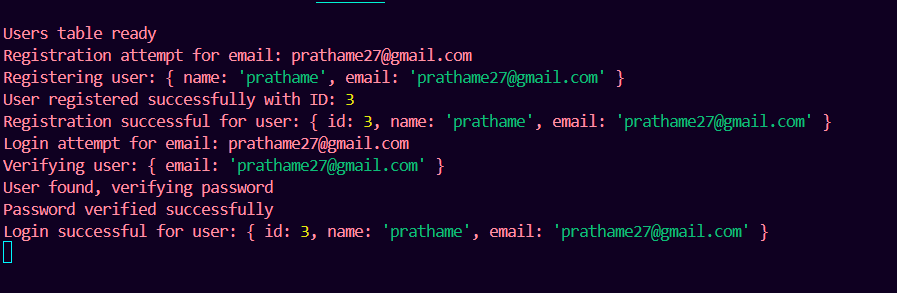 Users table ready
Registration attempt for email: prathame27@gmail.com
Registering user: { name: 'prathame', email: 'prathame27@gmail.com' }
User registered successfully with ID: 3
Registration successful for user: { id: 3, name: 'prathame', email: 'prathame27@gmail.com' }
Login attempt for email: prathame27@gmail.com
Verifying user: { email: 'prathame27@gmail.com' }
User found, verifying password
Password verified successfully
Login successful for user: { id: 3, name: 'prathame', email: 'prathame27@gmail.com' }